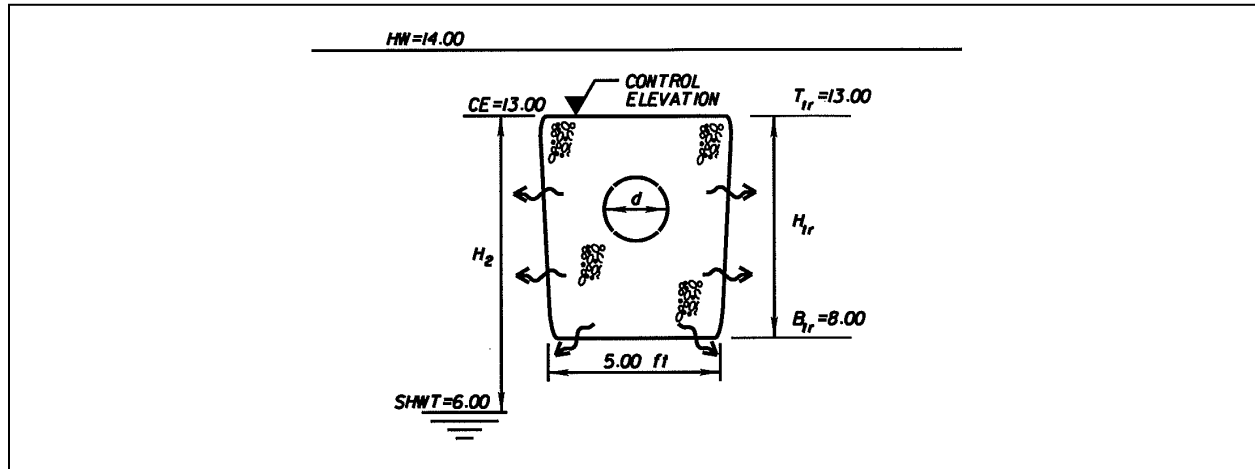 HW=14.00
CONTROL
ELEVATION
CE=13.00
T1r=13.00
d
H2
H1r
B1r=8.00
5.00 ft
SHWT=6.00